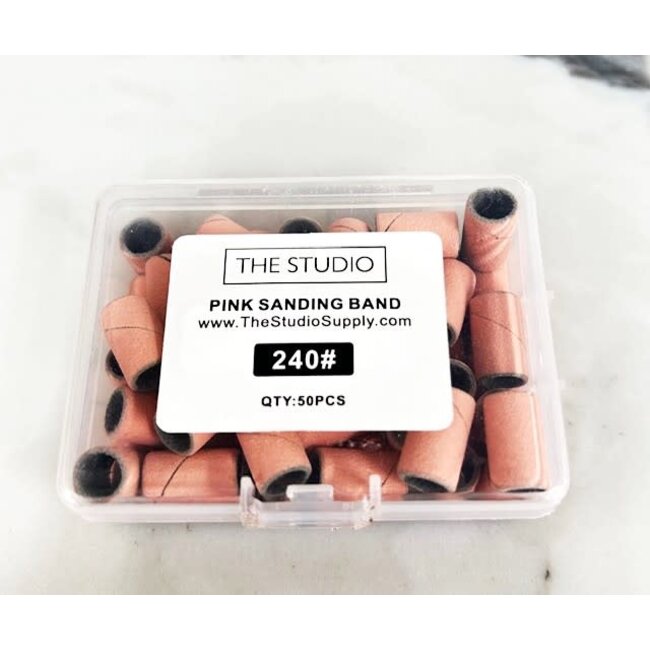 THE STUDIO
PINK SANDING BAND
www.TheStudioSupply.com
240#
QTY:50PCS